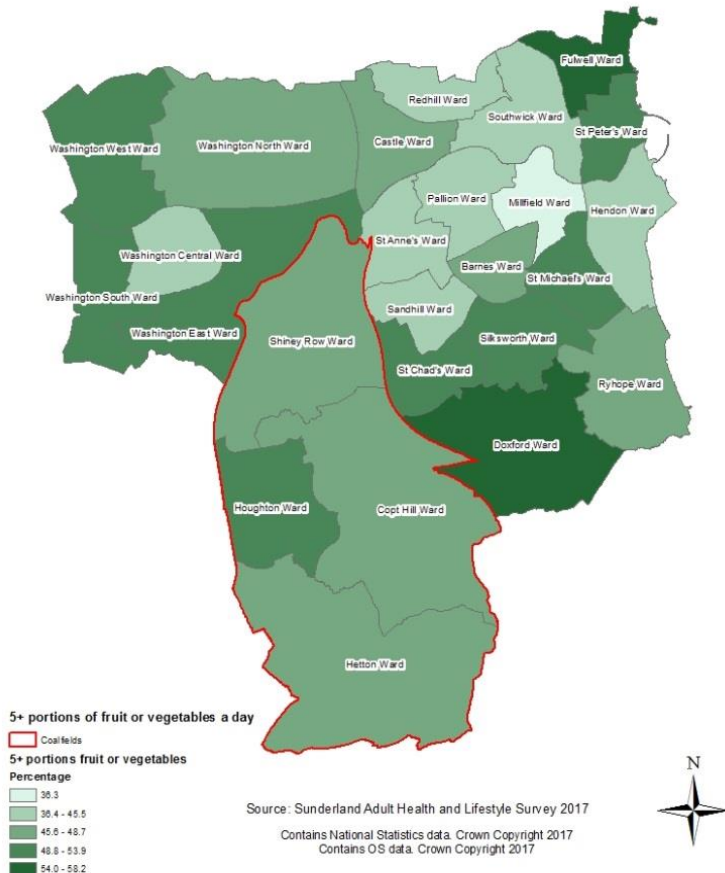 Fulwell Ward
Redhill Ward
Southwick Ward
St Peter's Ward
Washington West Ward
Washington North Ward
Castle Ward
Pallion Ward
Millfield Ward
Hendon Ward
St Anne's Ward
Washington Central Ward
Barnes Ward
St Michael's Ward
Washington South Ward
Sandhill Ward
Washington East Ward
Shiney Row Ward
Silksworth Ward
St Chad's Ward
Ryhope Ward
Doxford Ward
Houghton Ward
Copt Hill Ward
Hetton Ward
5+ portions of fruit or vegetables a day
Coalfields
5+ portions fruit or vegetables
Percentage
36.3
36.4 - 45.5
45.6 - 48.7
48.8 - 53.9
54.0 - 58.2
Source: Sunderland Adult Health and Lifestyle Survey 2017
Contains National Statistics data. Crown Copyright 2017
Contains OS data. Crown Copyright 2017
N